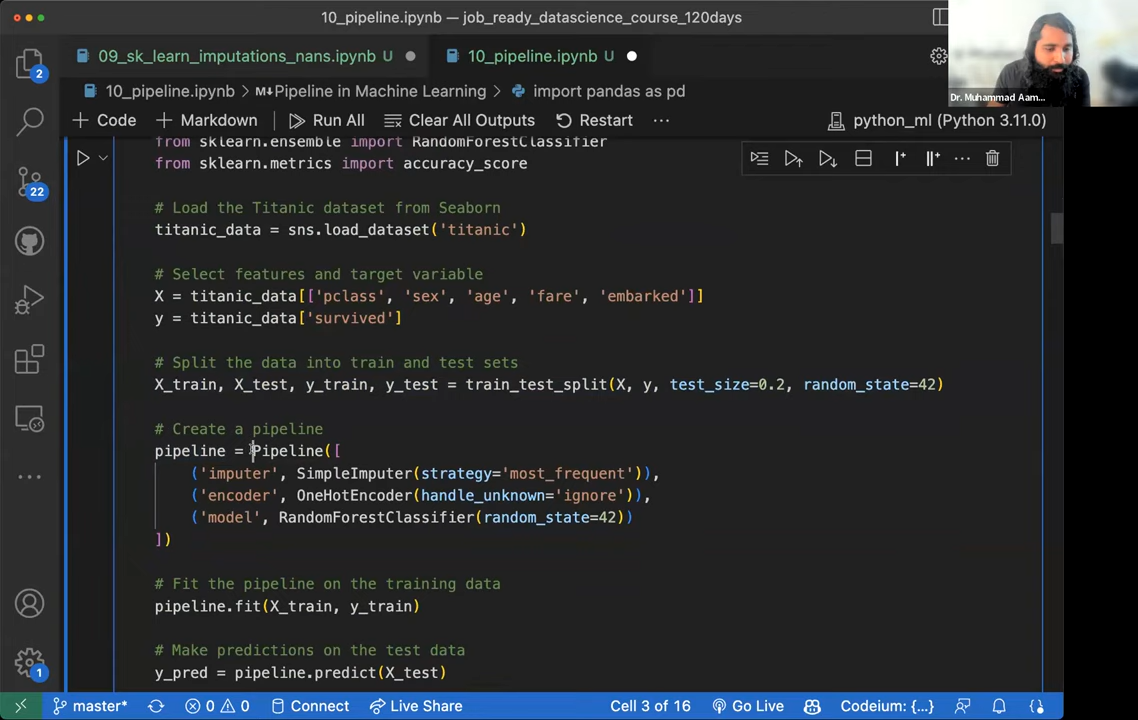 10_pipeline.ipynb — job_ready_datascience_course_120days
09_sk_learn_imputations_nans.ipynb U
10_pipeline.ipynb U
10_pipeline.ipynb > M↓Pipeline in Machine Learning > import pandas as pd
+ Code + Markdown Run All Clear All Outputs Restart ... python_ml (Python 3.11.0)
Dr. Muhammad Aam...
2
22
1
from sklearn.ensemble import RandomForestClassifier
from sklearn.metrics import accuracy_score
# Load the Titanic dataset from Seaborn
titanic_data = sns.load_dataset('titanic')
# Select features and target variable
X = titanic_data[['pclass', 'sex', 'age', 'fare', 'embarked']]
y = titanic_data['survived']
# Split the data into train and test sets
X_train, X_test, y_train, y_test = train_test_split(X, y, test_size=0.2, random_state=42)
# Create a pipeline
pipeline = Pipeline([
('imputer', SimpleImputer(strategy='most_frequent')),
('encoder', OneHotEncoder(handle_unknown='ignore')),
('model', RandomForestClassifier(random_state=42))
])
# Fit the pipeline on the training data
pipeline.fit(X_train, y_train)
# Make predictions on the test data
y_pred = pipeline.predict(X_test)
master* 0 0 Connect Live Share Cell 3 of 16 Go Live Codeium: {...}